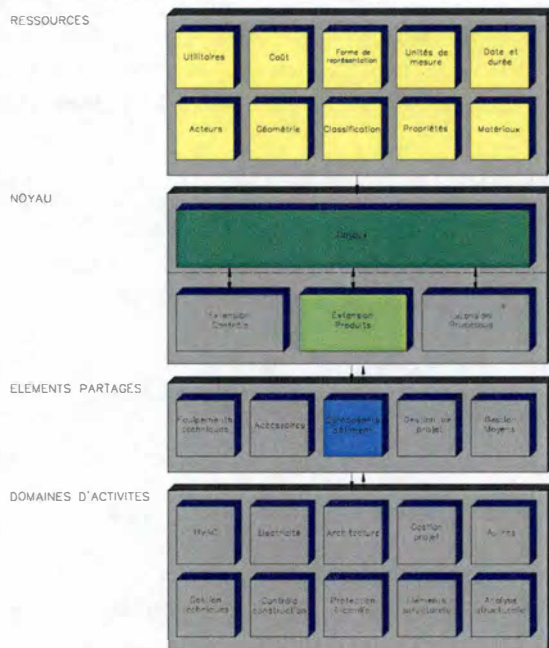 RESSOURCES
Utilitaires
Coût
Forme de
représentation
Unités de
mesure
Date et
durée
Acteurs
Géométrie
Classification
Propriétés
Matériaux
NOYAU
Noyau
Extension
Contrôle
Extension
Produits
Extension
Processus
ELEMENTS PARTAGES
Equipements
techniques
Accessoires
Composants
bâtiment
Gestion de
projet
Gestion
Moyens
DOMAINES D'ACTIVITES
HVAC
Electricité
Architecture
Gestion
projet
Autres
Gestion
techniques
Contrôle
construction
Protection
incendie
Eléments
structurels
Analyse
structurelle